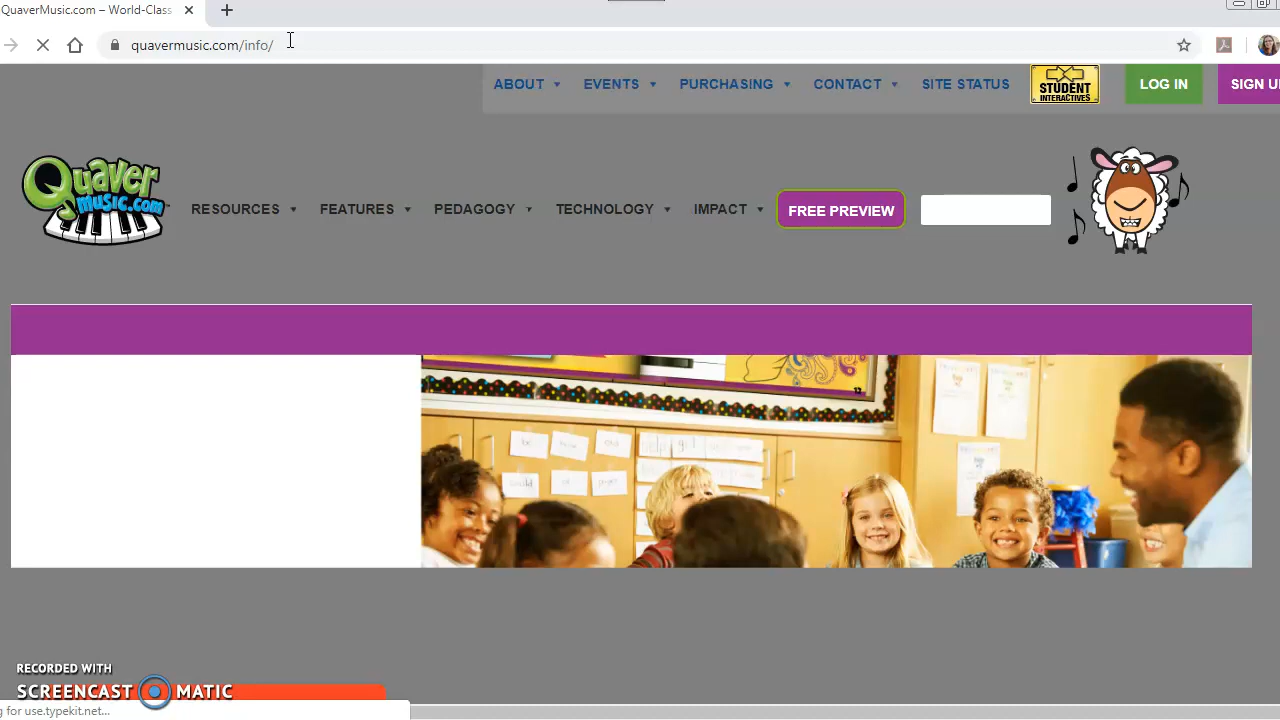 QuaverMusic.com – World-Class
quavermusic.com/info/
ABOUT EVENTS PURCHASING CONTACT SITE STATUS STUDENT INTERACTIVES LOG IN SIGN U
Quaver
music.com
RESOURCES FEATURES PEDAGOGY TECHNOLOGY IMPACT FREE PREVIEW
RECORDED WITH
SCREENCAST MATIC
g for use.typekit.net...